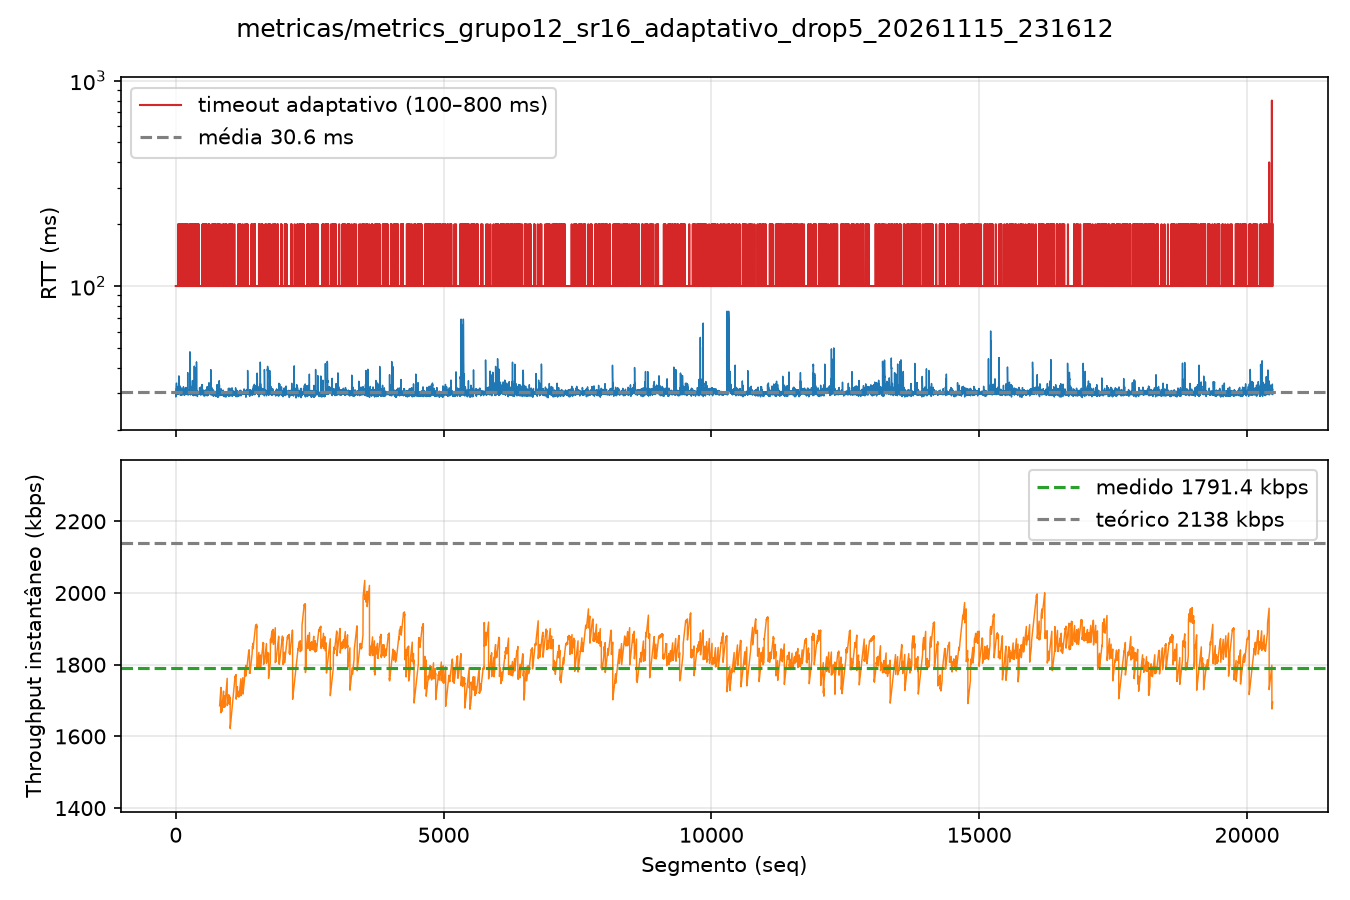 metricas/metrics_grupo12_sr16_adaptativo_drop5_20261115_231612
timeout adaptativo (100–800 ms)
média 30.6 ms
RTT (ms)
10³
10²
medido 1791.4 kbps
teórico 2138 kbps
Throughput instantâneo (kbps)
2200
2000
1800
1600
1400
0 5000 10000 15000 20000
Segmento (seq)